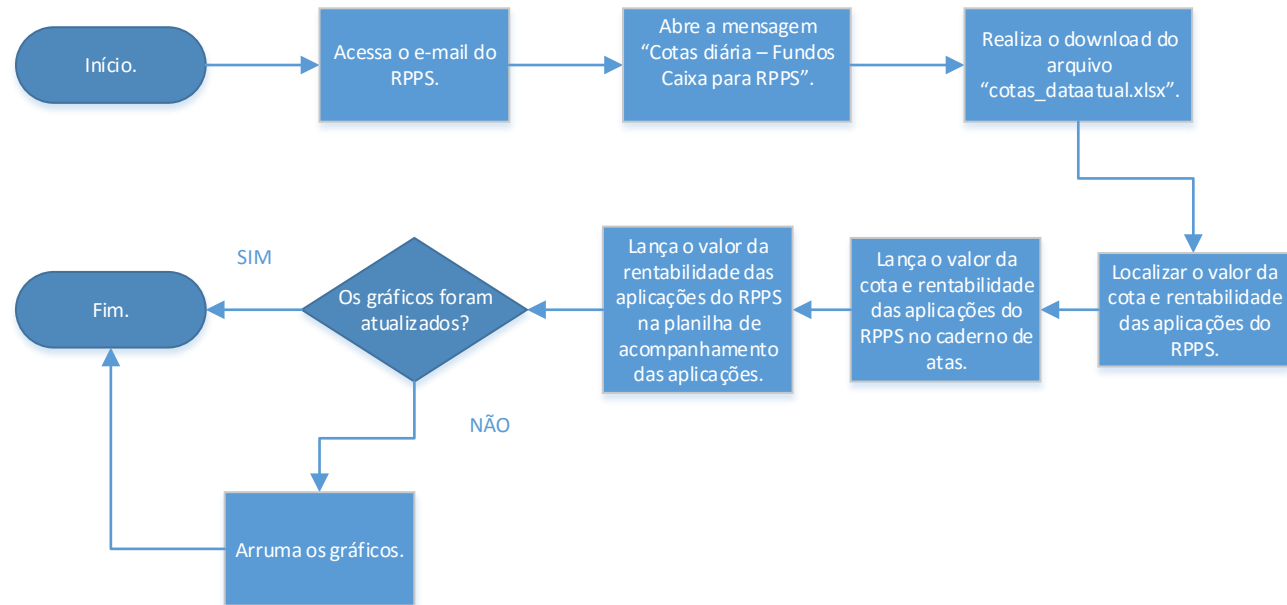 Início.
Acessa o e-mail do
RPPS.
Abre a mensagem
“Cotas diária – Fundos
Caixa para RPPS”.
Realiza o download do
arquivo
“cotas_dataatual.xlsx”.
Localizar o valor da
cota e rentabilidade
das aplicações do
RPPS.
Lança o valor da
cota e rentabilidade
das aplicações do
RPPS no caderno de
atas.
Lança o valor da
rentabilidade das
aplicações do RPPS
na planilha de
acompanhamento
das aplicações.
Os gráficos foram
atualizados?
SIM
Fim.
NÃO
Arruma os gráficos.